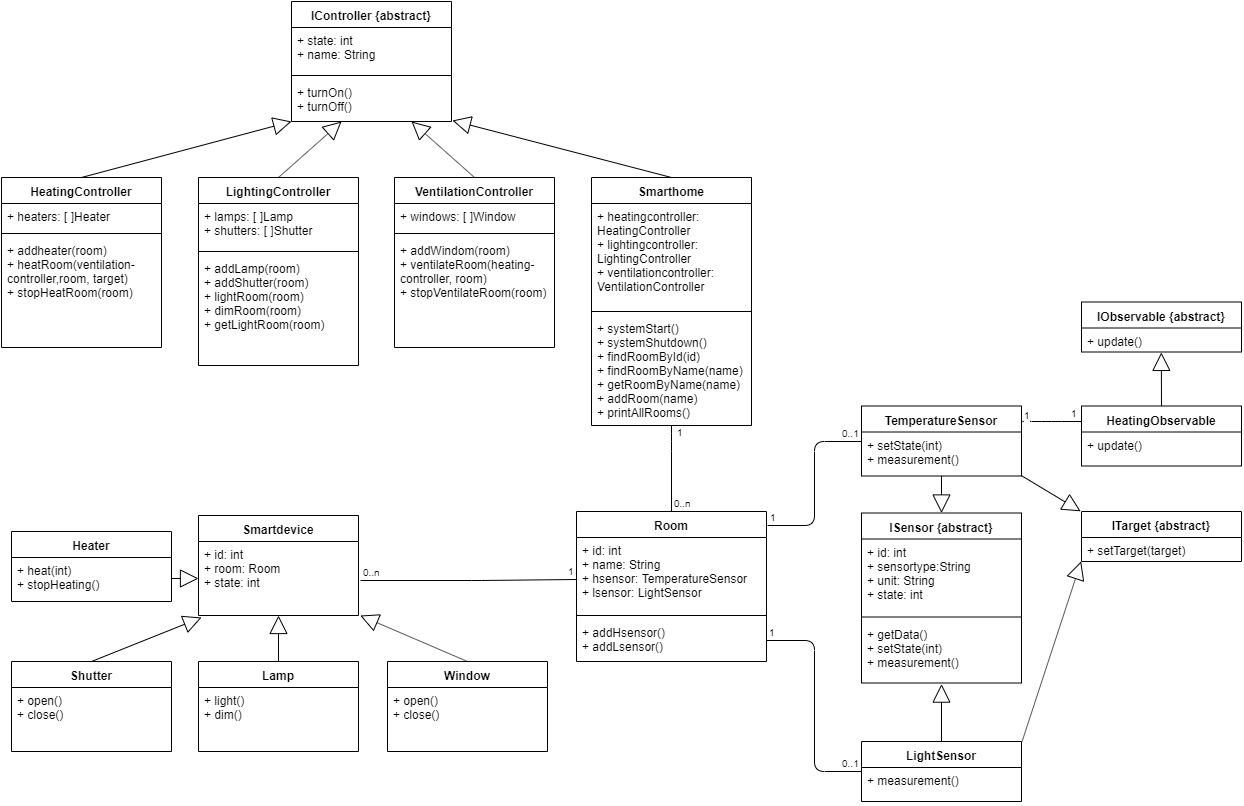 IController {abstract}
+ state: int
+ name: String
+ turnOn()
+ turnOff()
HeatingController
+ heaters: [ ]Heater
+ addheater(room)
+ heatRoom(ventilation-
controller,room, target)
+ stopHeatRoom(room)
LightingController
+ lamps: [ ]Lamp
+ shutters: [ ]Shutter
+ addLamp(room)
+ addShutter(room)
+ lightRoom(room)
+ dimRoom(room)
+ getLightRoom(room)
VentilationController
+ windows: [ ]Window
+ addWindom(room)
+ ventilateRoom(heating-
controller, room)
+ stopVentilateRoom(room)
Smarthome
+ heatingcontroller:
HeatingController
+ lightingcontroller:
LightingController
+ ventilationcontroller:
VentilationController
+ systemStart()
+ systemShutdown()
+ findRoomById(id)
+ findRoomByName(name)
+ getRoomByName(name)
+ addRoom(name)
+ printAllRooms()
1
0..n
IObservable {abstract}
+ update()
HeatingObservable
+ update()
1
1
TemperatureSensor
+ setState(int)
+ measurement()
0..1
1
Room
+ id: int
+ name: String
+ hsensor: TemperatureSensor
+ lsensor: LightSensor
+ addHsensor()
+ addLsensor()
1
0..n
1
0..1
ISensor {abstract}
+ id: int
+ sensortype:String
+ unit: String
+ state: int
+ getData()
+ setState(int)
+ measurement()
ITarget {abstract}
+ setTarget(target)
LightSensor
+ measurement()
Heater
+ heat(int)
+ stopHeating()
Smartdevice
+ id: int
+ room: Room
+ state: int
Shutter
+ open()
+ close()
Lamp
+ light()
+ dim()
Window
+ open()
+ close()